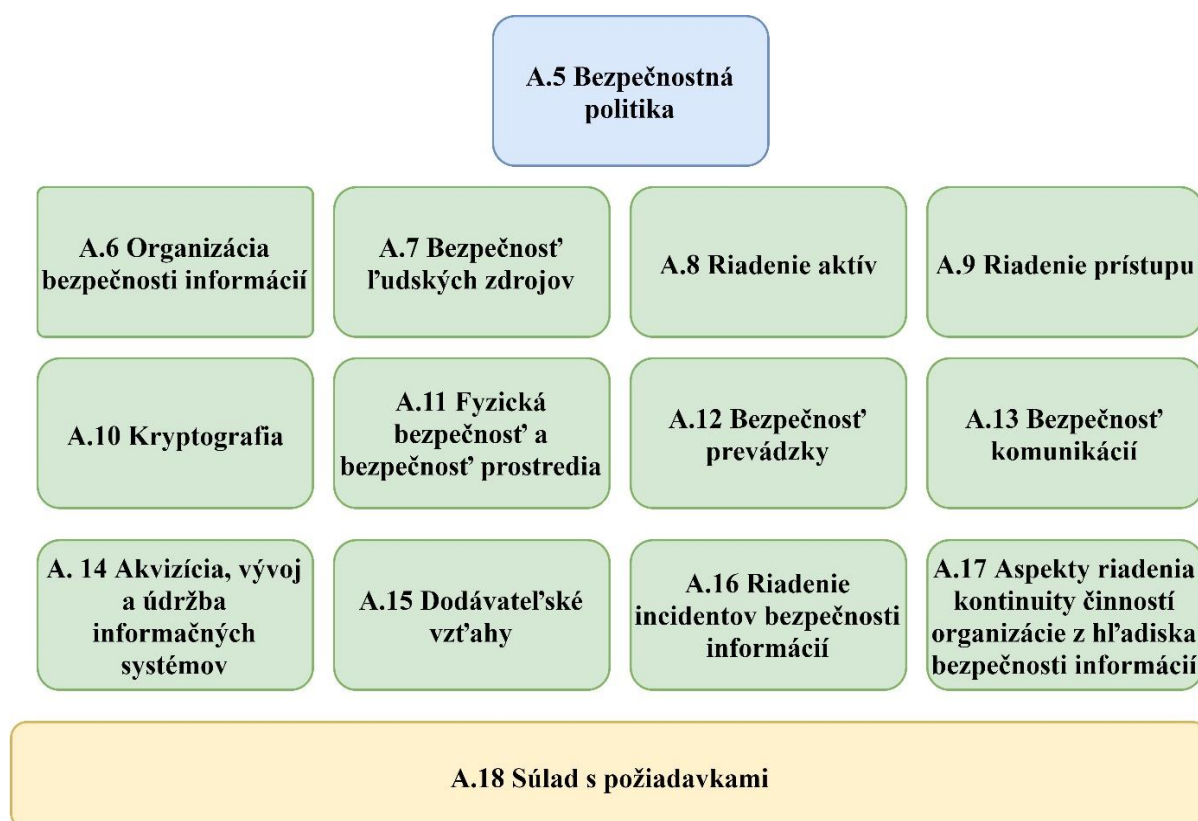 A.5 Bezpečnostná
politika
A.6 Organizácia
bezpečnosti informácií
A.7 Bezpečnosť
ľudských zdrojov
A.8 Riadenie aktív
A.9 Riadenie prístupu
A.10 Kryptografia
A.11 Fyzická
bezpečnosť a
bezpečnosť prostredia
A.12 Bezpečnosť
prevádzky
A.13 Bezpečnosť
komunikácií
A. 14 Akvizícia, vývoj
a údržba
informačných
systémov
A.15 Dodávateľské
vzťahy
A.16 Riadenie
incidentov bezpečnosti
informácií
A.17 Aspekty riadenia
kontinuity činností
organizácie z hľadiska
bezpečnosti informácií
A.18 Súlad s požiadavkami